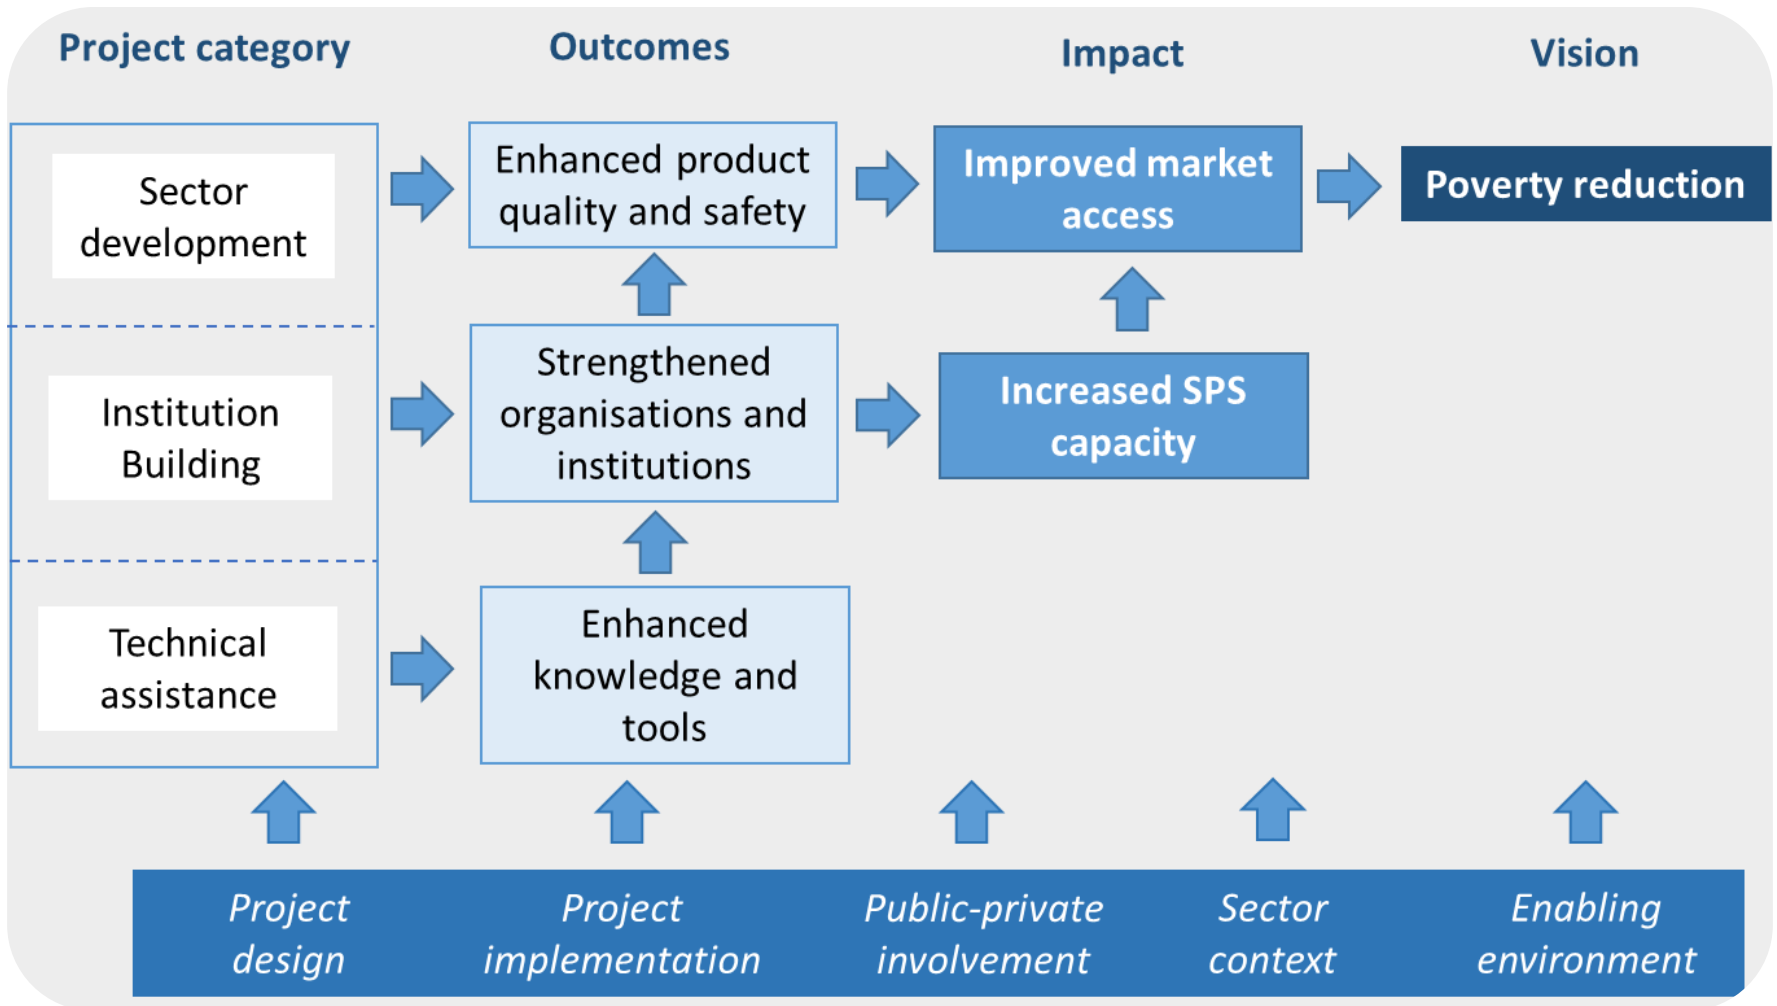 Project category
Outcomes
Impact
Vision
Sector
development
Enhanced product
quality and safety
Improved market
access
Poverty reduction
Institution
Building
Strengthened
organisations and
institutions
Increased SPS
capacity
Technical
assistance
Enhanced
knowledge and
tools
Project
design
Project
implementation
Public-private
involvement
Sector
context
Enabling
environment